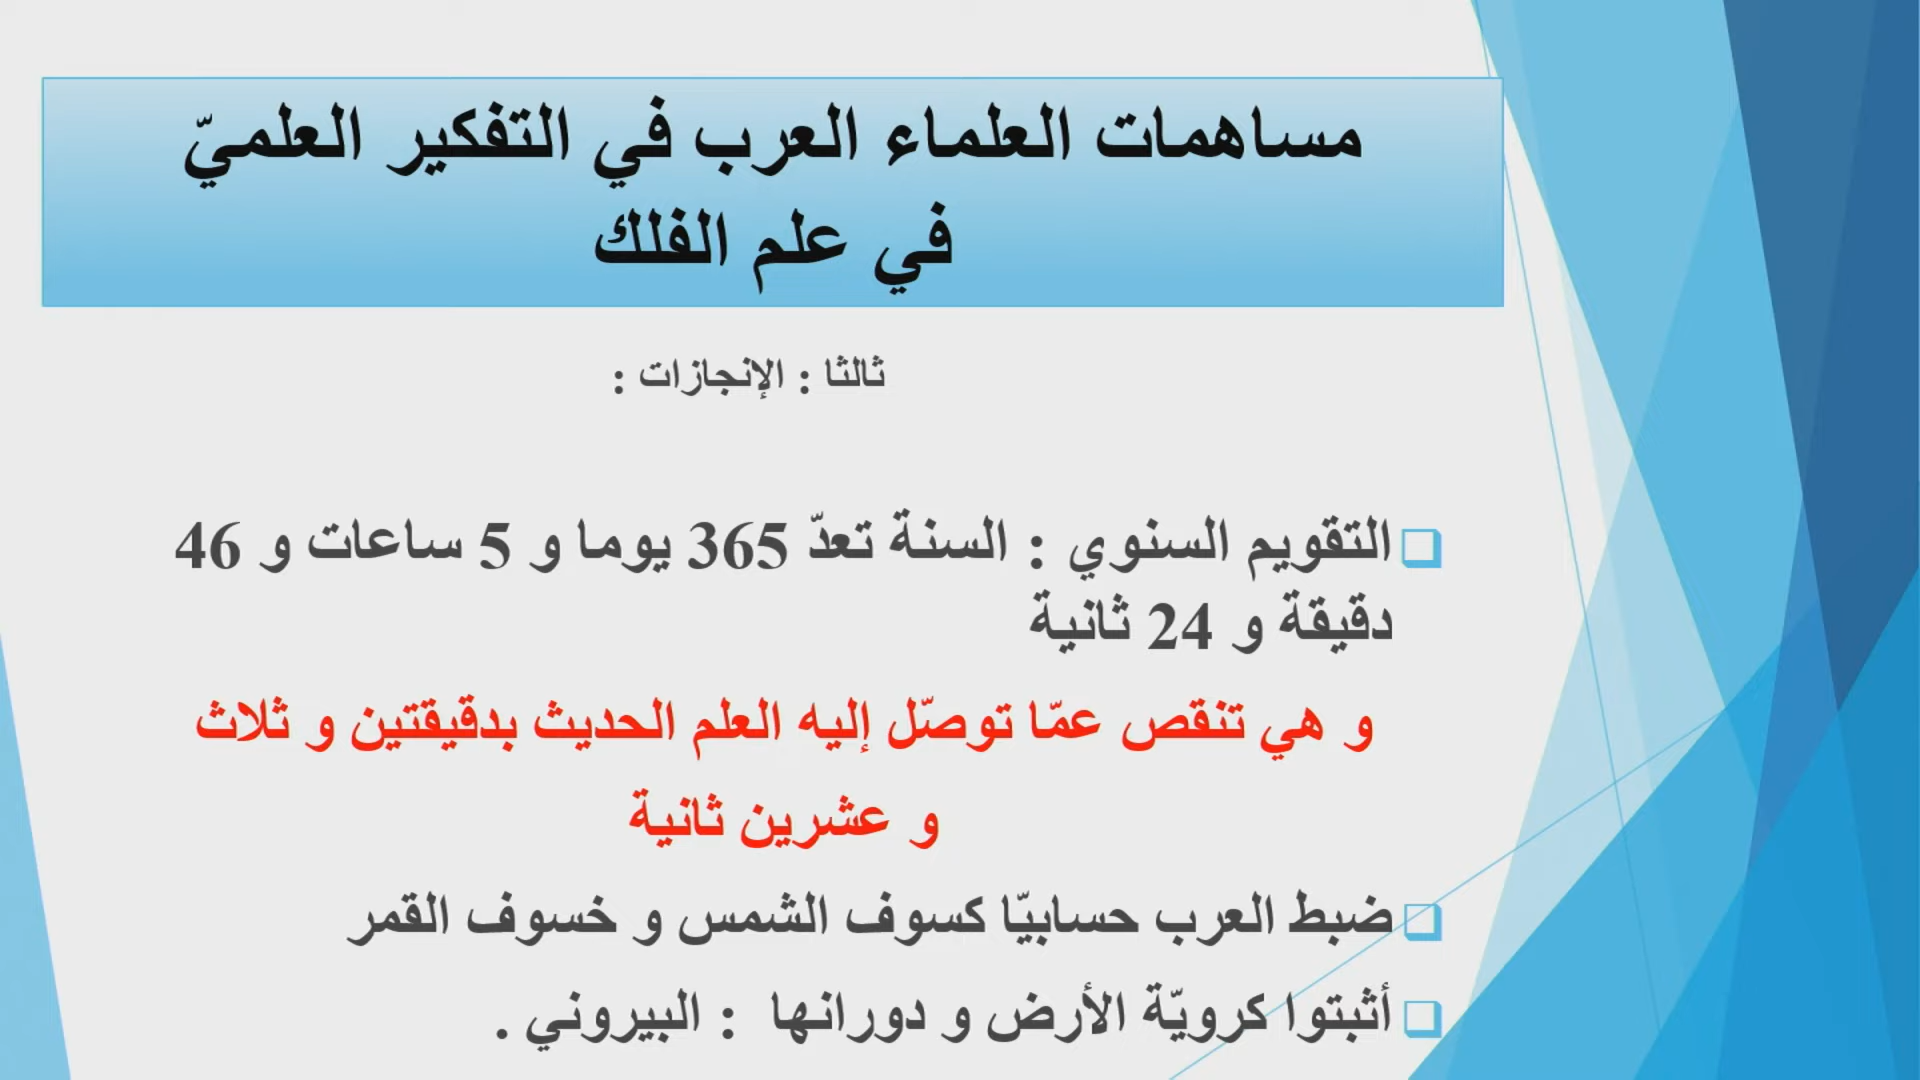 مساهمات العلماء العرب في التفكير العلميّ
في علم الفلك
ثالثا : الإنجازات :
التقويم السنوي : السنة تعدّ 365 يوما و 5 ساعات و 46
دقيقة و 24 ثانية
و هي تنقص عمّا توصّل إليه العلم الحديث بدقيقتين و ثلاث
و عشرين ثانية
ضبط العرب حسابيّا كسوف الشمس و خسوف القمر
أثبتوا كرويّة الأرض و دورانها : البيروني .